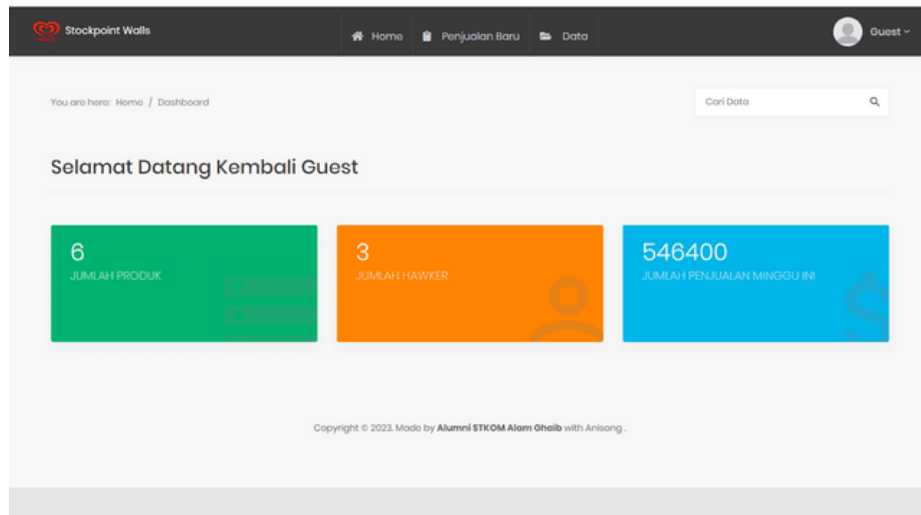 Stockpoint Walls
Home Penjualan Baru Data
Guest
You are here: Home / Dashboard
Cari Data
Selamat Datang Kembali Guest
6
JUMLAH PRODUK
3
JUMLAH HAWKER
546400
JUMLAH PENJUALAN MINGGU INI
Copyright © 2023. Made by Alumni STKOM Alam Ghaib with Anisong .